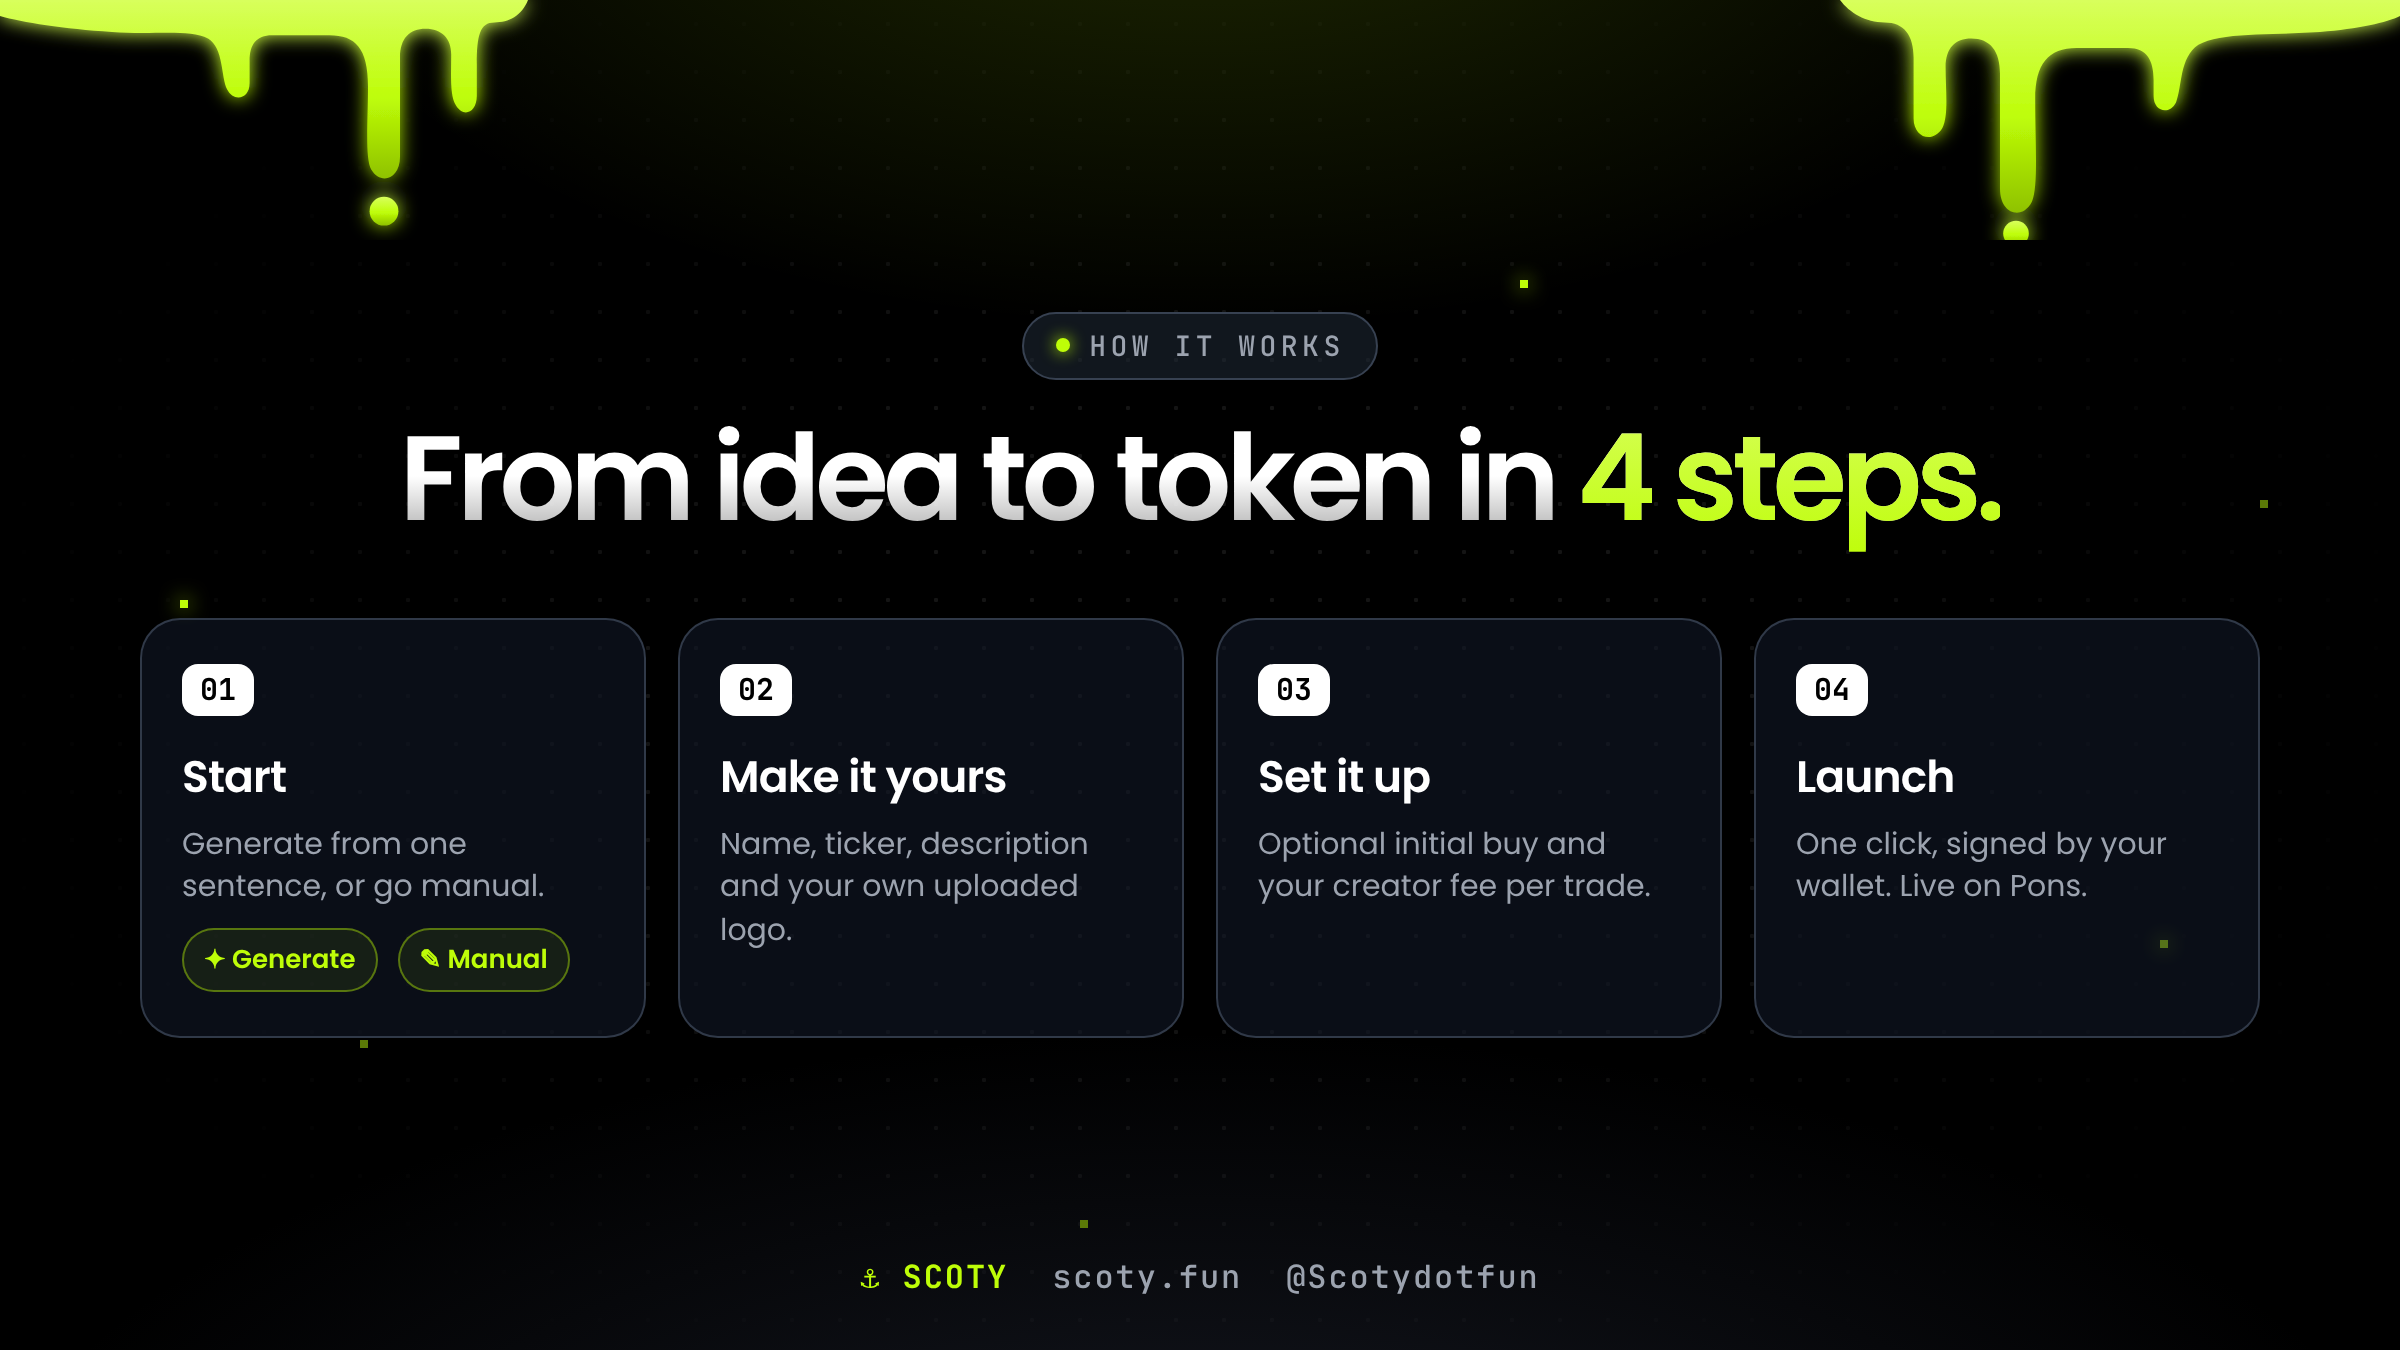 HOW IT WORKS
From idea to token in 4 steps.
01
Start
Generate from one
sentence, or go manual.
✦ Generate
✎ Manual
02
Make it yours
Name, ticker, description
and your own uploaded
logo.
03
Set it up
Optional initial buy and
your creator fee per trade.
04
Launch
One click, signed by your
wallet. Live on Pons.
⚓ SCOTY scoty.fun @Scotydotfun